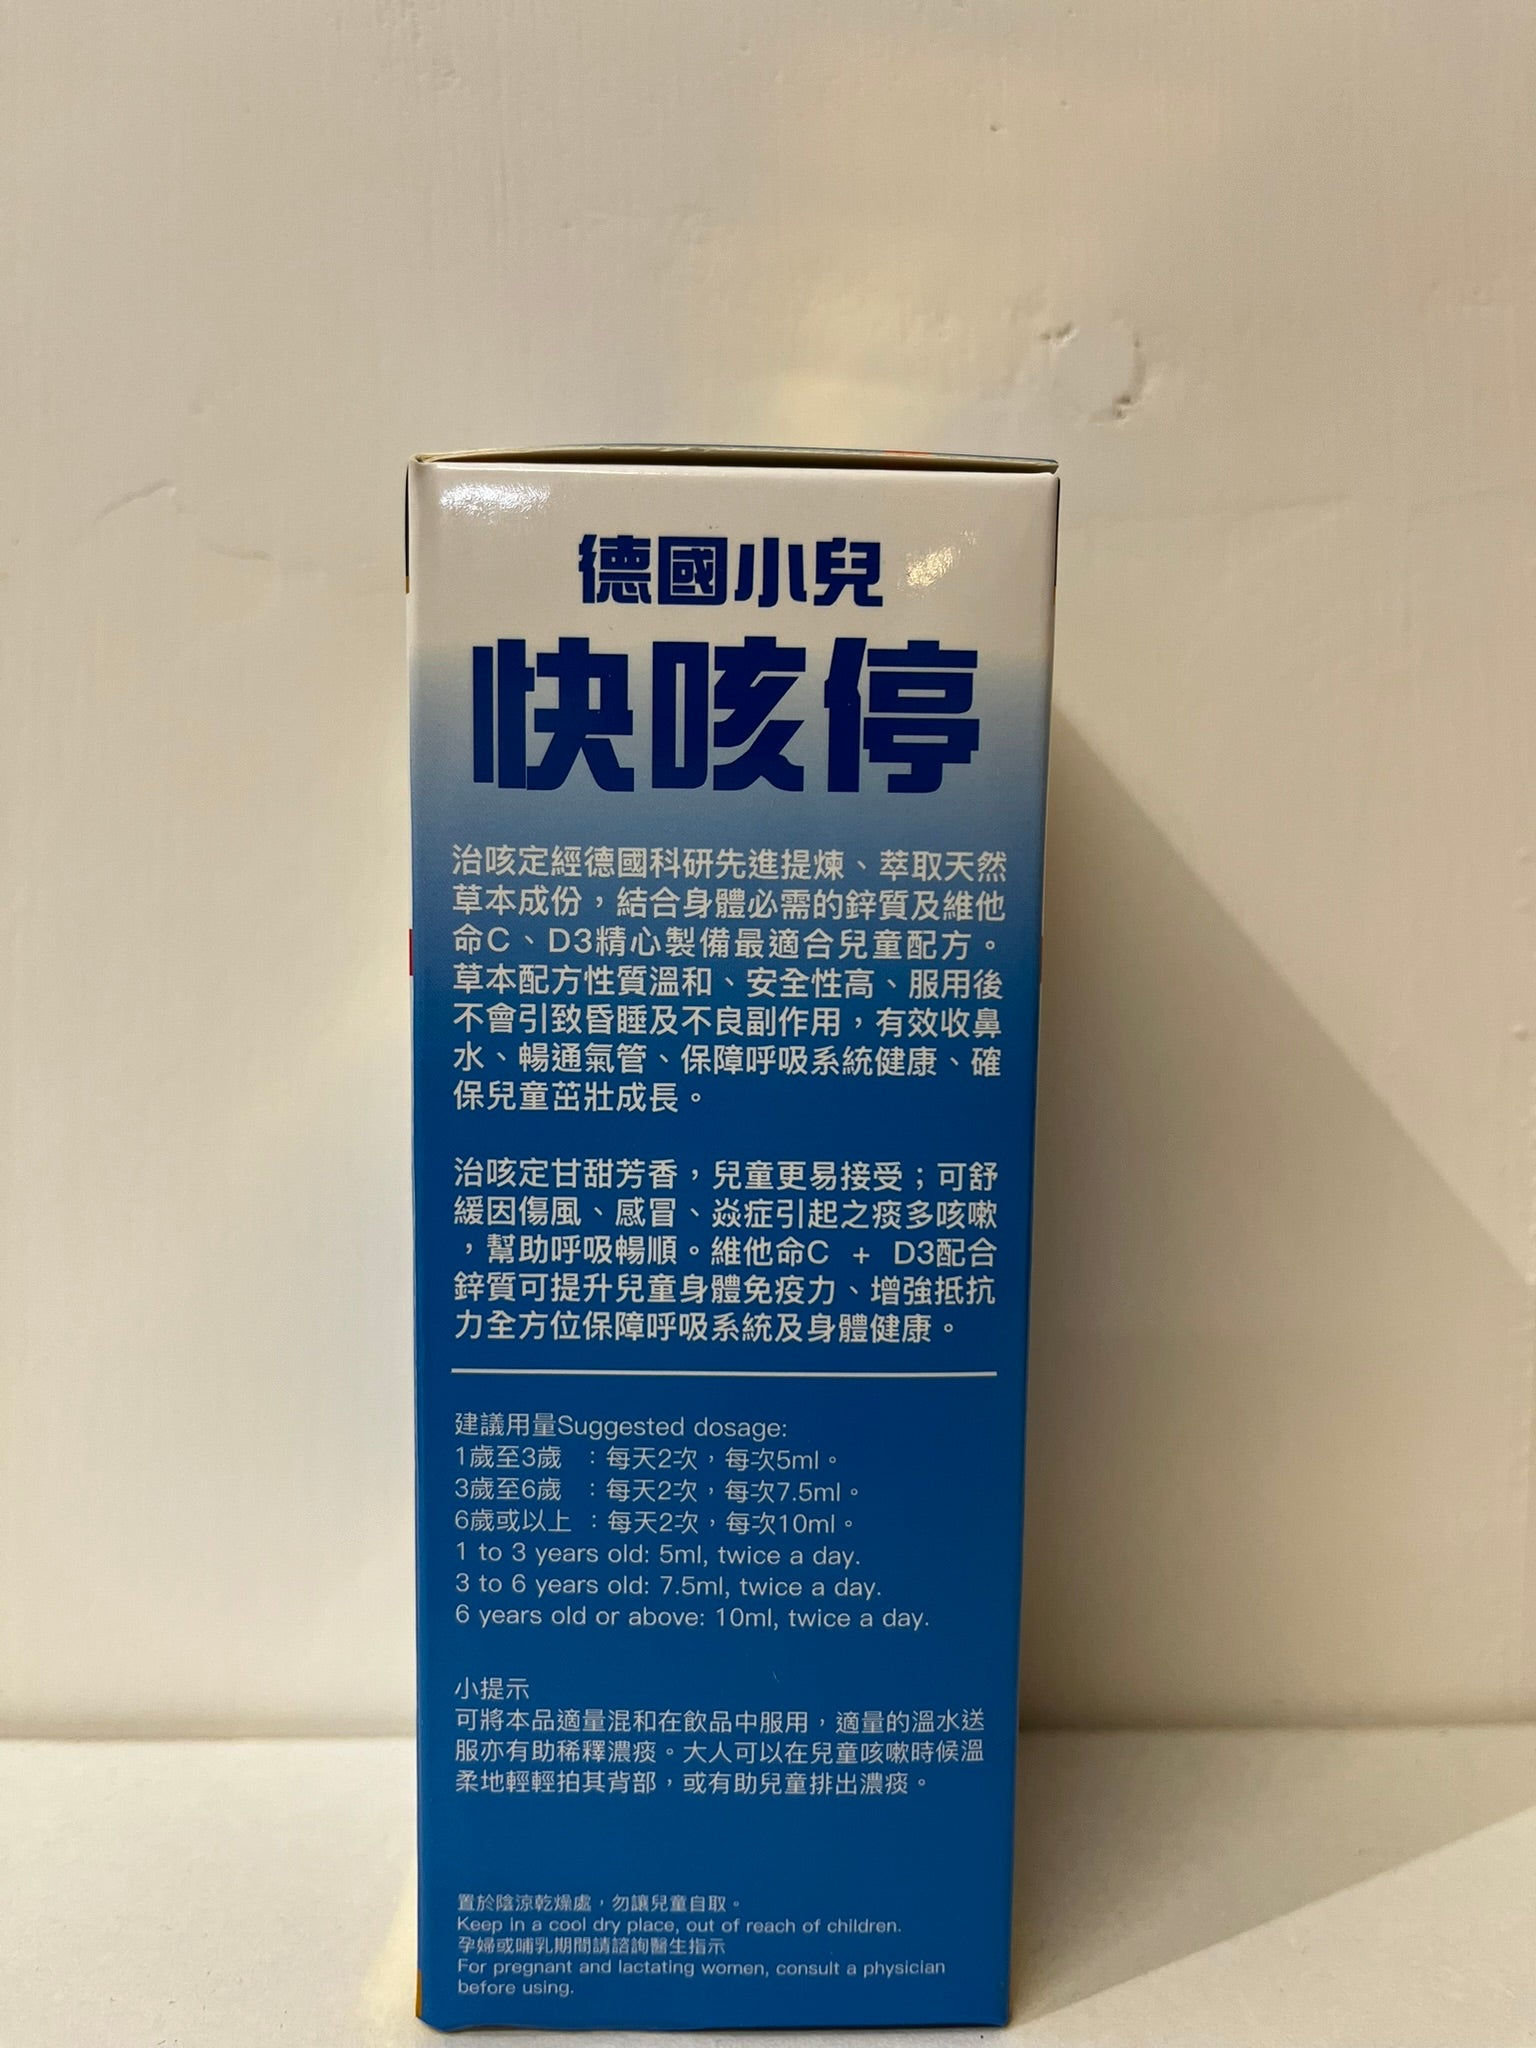 德國小兒
快咳停
治咳定經德國科研先進提煉、萃取天然
草本成份，結合身體必需的鋅質及維他
命C、D3精心製備最適合兒童配方。
草本配方性質溫和、安全性高、服用後
不會引致昏睡及不良副作用，有效收鼻
水、暢通氣管、保障呼吸系統健康、確
保兒童茁壯成長。
治咳定甘甜芳香，兒童更易接受；可舒
緩因傷風、感冒、焱症引起之痰多咳嗽
，幫助呼吸暢順。維他命C + D3配合
鋅質可提升兒童身體免疫力、增強抵抗
力全方位保障呼吸系統及身體健康。
建議用量Suggested dosage:
1歲至3歲 ：每天2次，每次5ml。
3歲至6歲 ：每天2次，每次7.5ml。
6歲或以上 ：每天2次，每次10ml。
1 to 3 years old: 5ml, twice a day.
3 to 6 years old: 7.5ml, twice a day.
6 years old or above: 10ml, twice a day.
小提示
可將本品適量混和在飲品中服用，適量的溫水送
服亦有助稀釋濃痰。大人可以在兒童咳嗽時候溫
柔地輕輕拍其背部，或有助兒童排出濃痰。
置於陰涼乾燥處，勿讓兒童自取。
Keep in a cool dry place, out of reach of children.
孕婦或哺乳期間請諮詢醫生指示
For pregnant and lactating women, consult a physician
before using.